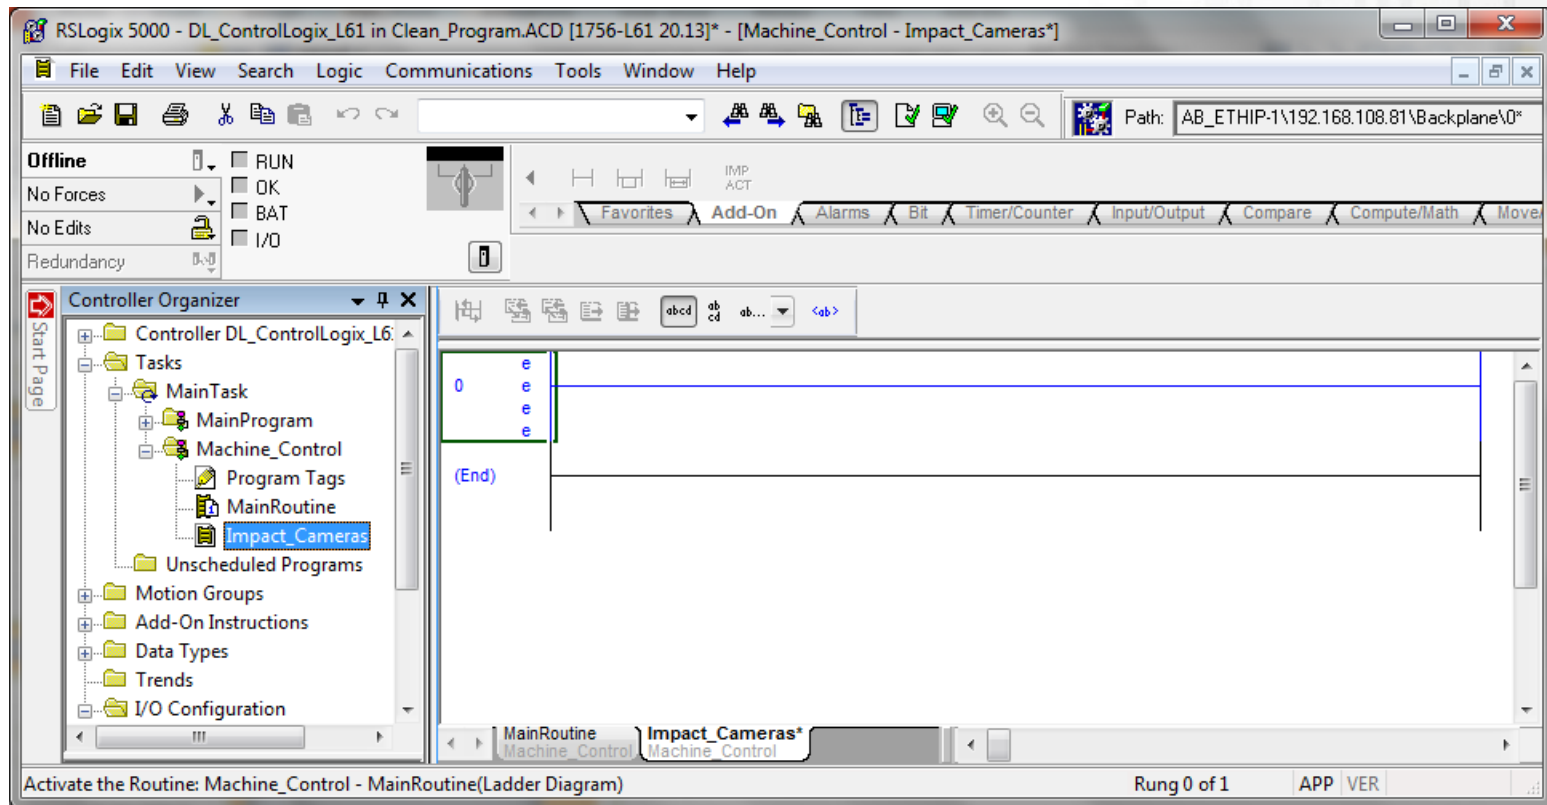 RSLogix 5000 - DL_ControlLogix_L61 in Clean_Program.ACD [1756-L61 20.13]* - [Machine_Control - Impact_Cameras*]
File Edit View Search Logic Communications Tools Window Help
Path: AB_ETHIP-1\192.168.108.81\Backplane\0*
Offline
RUN
No Forces
OK
No Edits
BAT
Redundancy
I/O
IMP
ACT
Favorites Add-On Alarms Bit Timer/Counter Input/Output Compare Compute/Math Move/
Start Page
Controller Organizer
Controller DL_ControlLogix_L6
Tasks
MainTask
MainProgram
Machine_Control
Program Tags
MainRoutine
Impact_Cameras
Unscheduled Programs
Motion Groups
Add-On Instructions
Data Types
Trends
I/O Configuration
abcd ab cd ab... <ab>
e
0 e
e
e
(End)
MainRoutine
Machine_Control
Impact_Cameras*
Machine_Control
Activate the Routine: Machine_Control - MainRoutine(Ladder Diagram)
Rung 0 of 1
APP VER